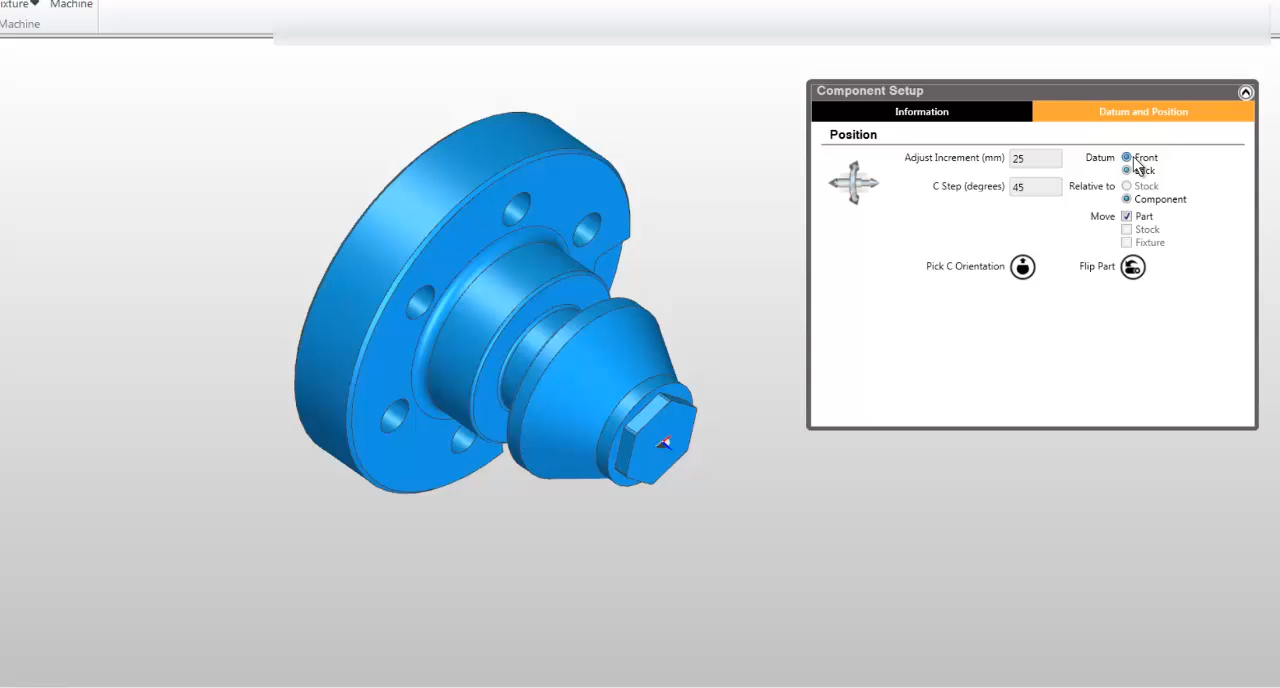 ixture Machine
Machine
Component Setup
Information Datum and Position
Position
Adjust Increment (mm) 25 Datum Front
C Step (degrees) 45 Relative to Stock
Component
Move Part
Stock
Fixture
Pick C Orientation Flip Part